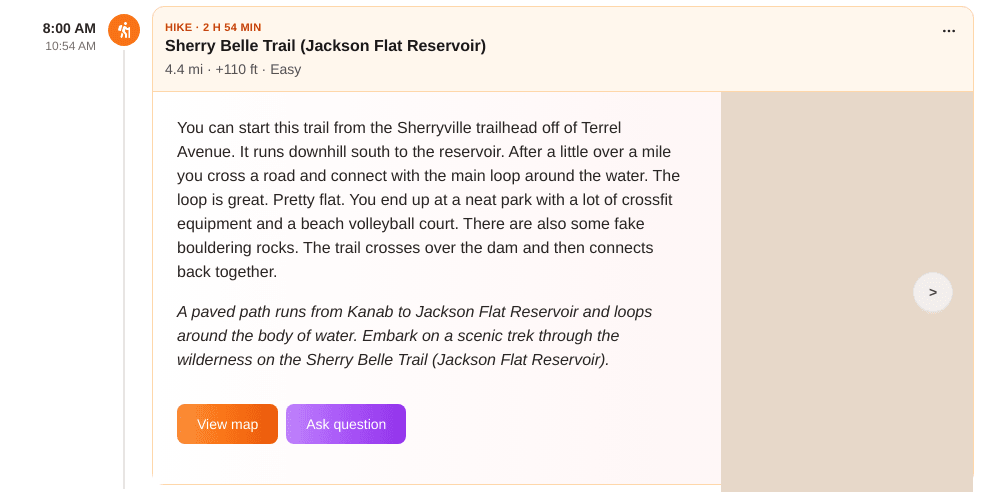 8:00 AM
10:54 AM
HIKE · 2 H 54 MIN
Sherry Belle Trail (Jackson Flat Reservoir)
4.4 mi · +110 ft · Easy
...
You can start this trail from the Sherryville trailhead off of Terrel
Avenue. It runs downhill south to the reservoir. After a little over a mile
you cross a road and connect with the main loop around the water. The
loop is great. Pretty flat. You end up at a neat park with a lot of crossfit
equipment and a beach volleyball court. There are also some fake
bouldering rocks. The trail crosses over the dam and then connects
back together.
A paved path runs from Kanab to Jackson Flat Reservoir and loops
around the body of water. Embark on a scenic trek through the
wilderness on the Sherry Belle Trail (Jackson Flat Reservoir).
>
View map
Ask question